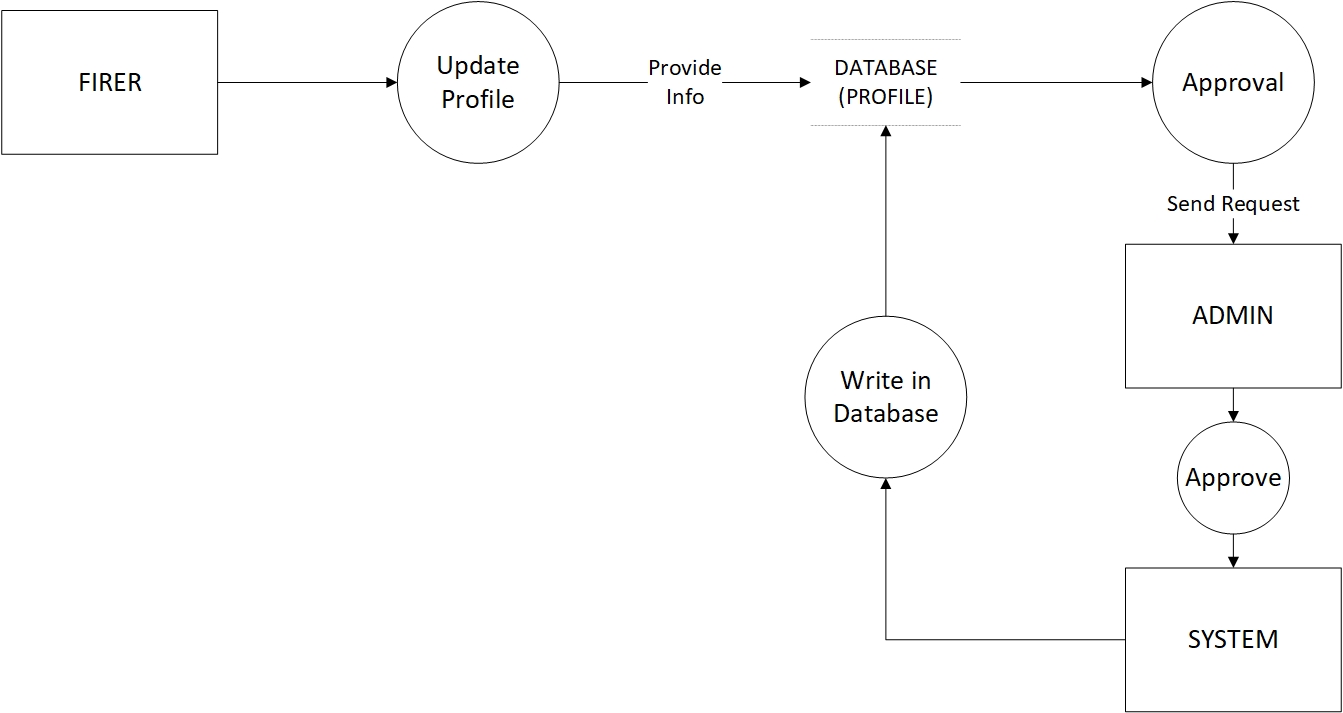 FIRER
Update
Profile
Provide
Info
DATABASE
(PROFILE)
Approval
Send Request
ADMIN
Write in
Database
Approve
SYSTEM